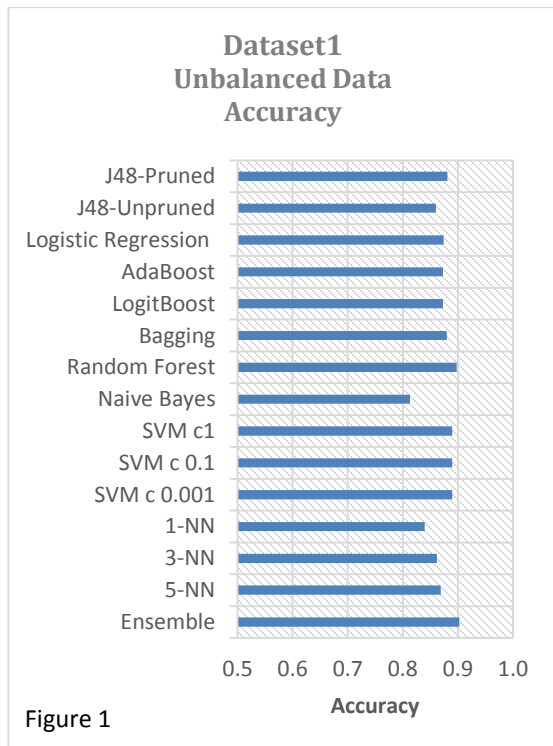 Dataset1
Unbalanced Data
Accuracy
J48-Pruned
J48-Unpruned
Logistic Regression
AdaBoost
LogitBoost
Bagging
Random Forest
Naive Bayes
SVM c1
SVM c 0.1
SVM c 0.001
1-NN
3-NN
5-NN
Ensemble
0.5 0.6 0.7 0.8 0.9 1.0
Accuracy
Figure 1